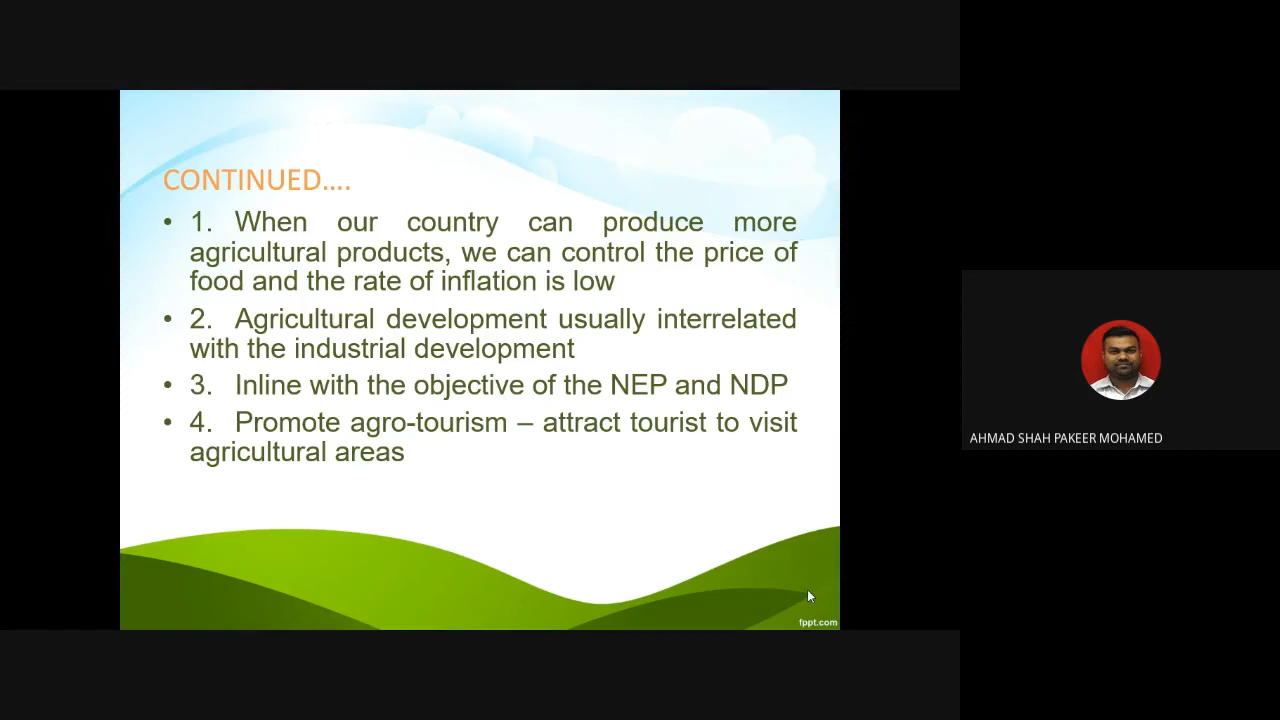 CONTINUED....
• 1. When our country can produce more
agricultural products, we can control the price of
food and the rate of inflation is low
• 2. Agricultural development usually interrelated
with the industrial development
• 3. Inline with the objective of the NEP and NDP
• 4. Promote agro-tourism – attract tourist to visit
agricultural areas
fppt.com
AHMAD SHAH PAKEER MOHAMED